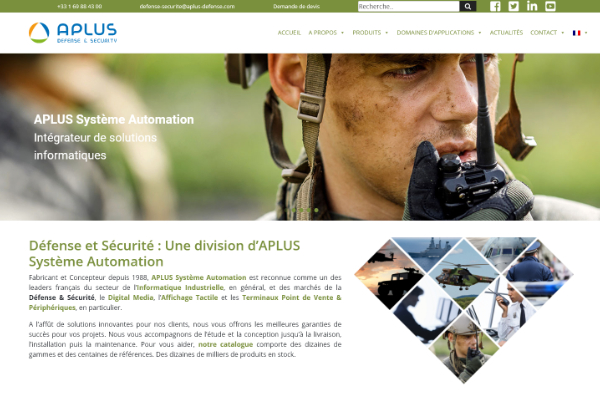 +33 1 69 88 43 00 defense-securite@aplus-defense.com Demande de devis Recherche..
APLUS
DEFENSE & SECURITY
ACCUEIL A PROPOS PRODUITS DOMAINES D'APPLICATIONS ACTUALITÉS CONTACT
APLUS Système Automation
Intégrateur de solutions
informatiques
Défense et Sécurité : Une division d'APLUS
Système Automation
Fabricant et Concepteur depuis 1988, APLUS Système Automation est reconnue comme un des
leaders français du secteur de l'Informatique Industrielle, en général, et des marchés de la
Défense & Sécurité, le Digital Media, l'Affichage Tactile et les Terminaux Point de Vente &
Périphériques, en particulier.
A l'affût de solutions innovantes pour nos clients, nous vous offrons les meilleures garanties de
succès pour vos projets. Nous vous accompagnons de l'étude et la conception jusqu'à la livraison,
l'installation puis la maintenance. Pour vous aider, notre catalogue comporte des dizaines de
gammes et des centaines de références. Des dizaines de milliers de produits en stock.